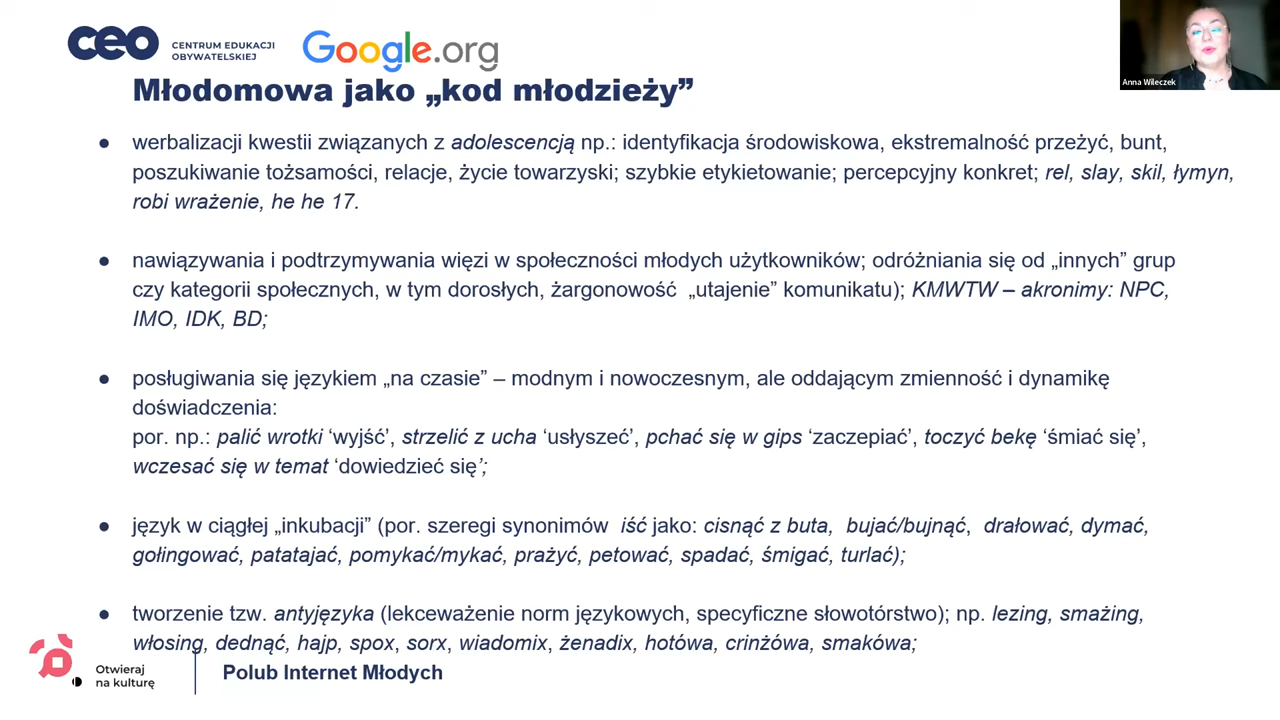 ceo CENTRUM EDUKACJI OBYWATELSKIEJ
Google.org
Anna Wileczek
Młodomowa jako „kod młodzieży”
● werbalizacji kwestii związanych z adolescencją np.: identyfikacja środowiskowa, ekstremalność przeżyć, bunt,
poszukiwanie tożsamości, relacje, życie towarzyski; szybkie etykietowanie; percepcyjny konkret; rel, slay, skil, łymyn,
robi wrażenie, he he 17.
● nawiązywania i podtrzymywania więzi w społeczności młodych użytkowników; odróżniania się od „innych” grup
czy kategorii społecznych, w tym dorosłych, żargonowość „utajenie” komunikatu); KMWTW – akronimy: NPC,
IMO, IDK, BD;
● posługiwania się językiem „na czasie” – modnym i nowoczesnym, ale oddającym zmienność i dynamikę
doświadczenia:
por. np.: palić wrotki ‘wyjść’, strzelić z ucha ‘usłyszeć’, pchać się w gips ‘zaczepiać’, toczyć bekę ‘śmiać się’,
wczesać się w temat ‘dowiedzieć się’;
● język w ciągłej „inkubacji” (por. szeregi synonimów iść jako: cisnąć z buta, bujać/bujnąć, drałować, dymać,
gołingować, patatajać, pomykać/mykać, prażyć, petować, spadać, śmigać, turlać);
● tworzenie tzw. antyjęzyka (lekceważenie norm językowych, specyficzne słowotórstwo); np. lezing, smażing,
włosing, dednąć, hajp, spox, sorx, wiadomix, żenadix, hotówa, crinżówa, smakówa;
Otwieraj
na kulturę
Polub Internet Młodych